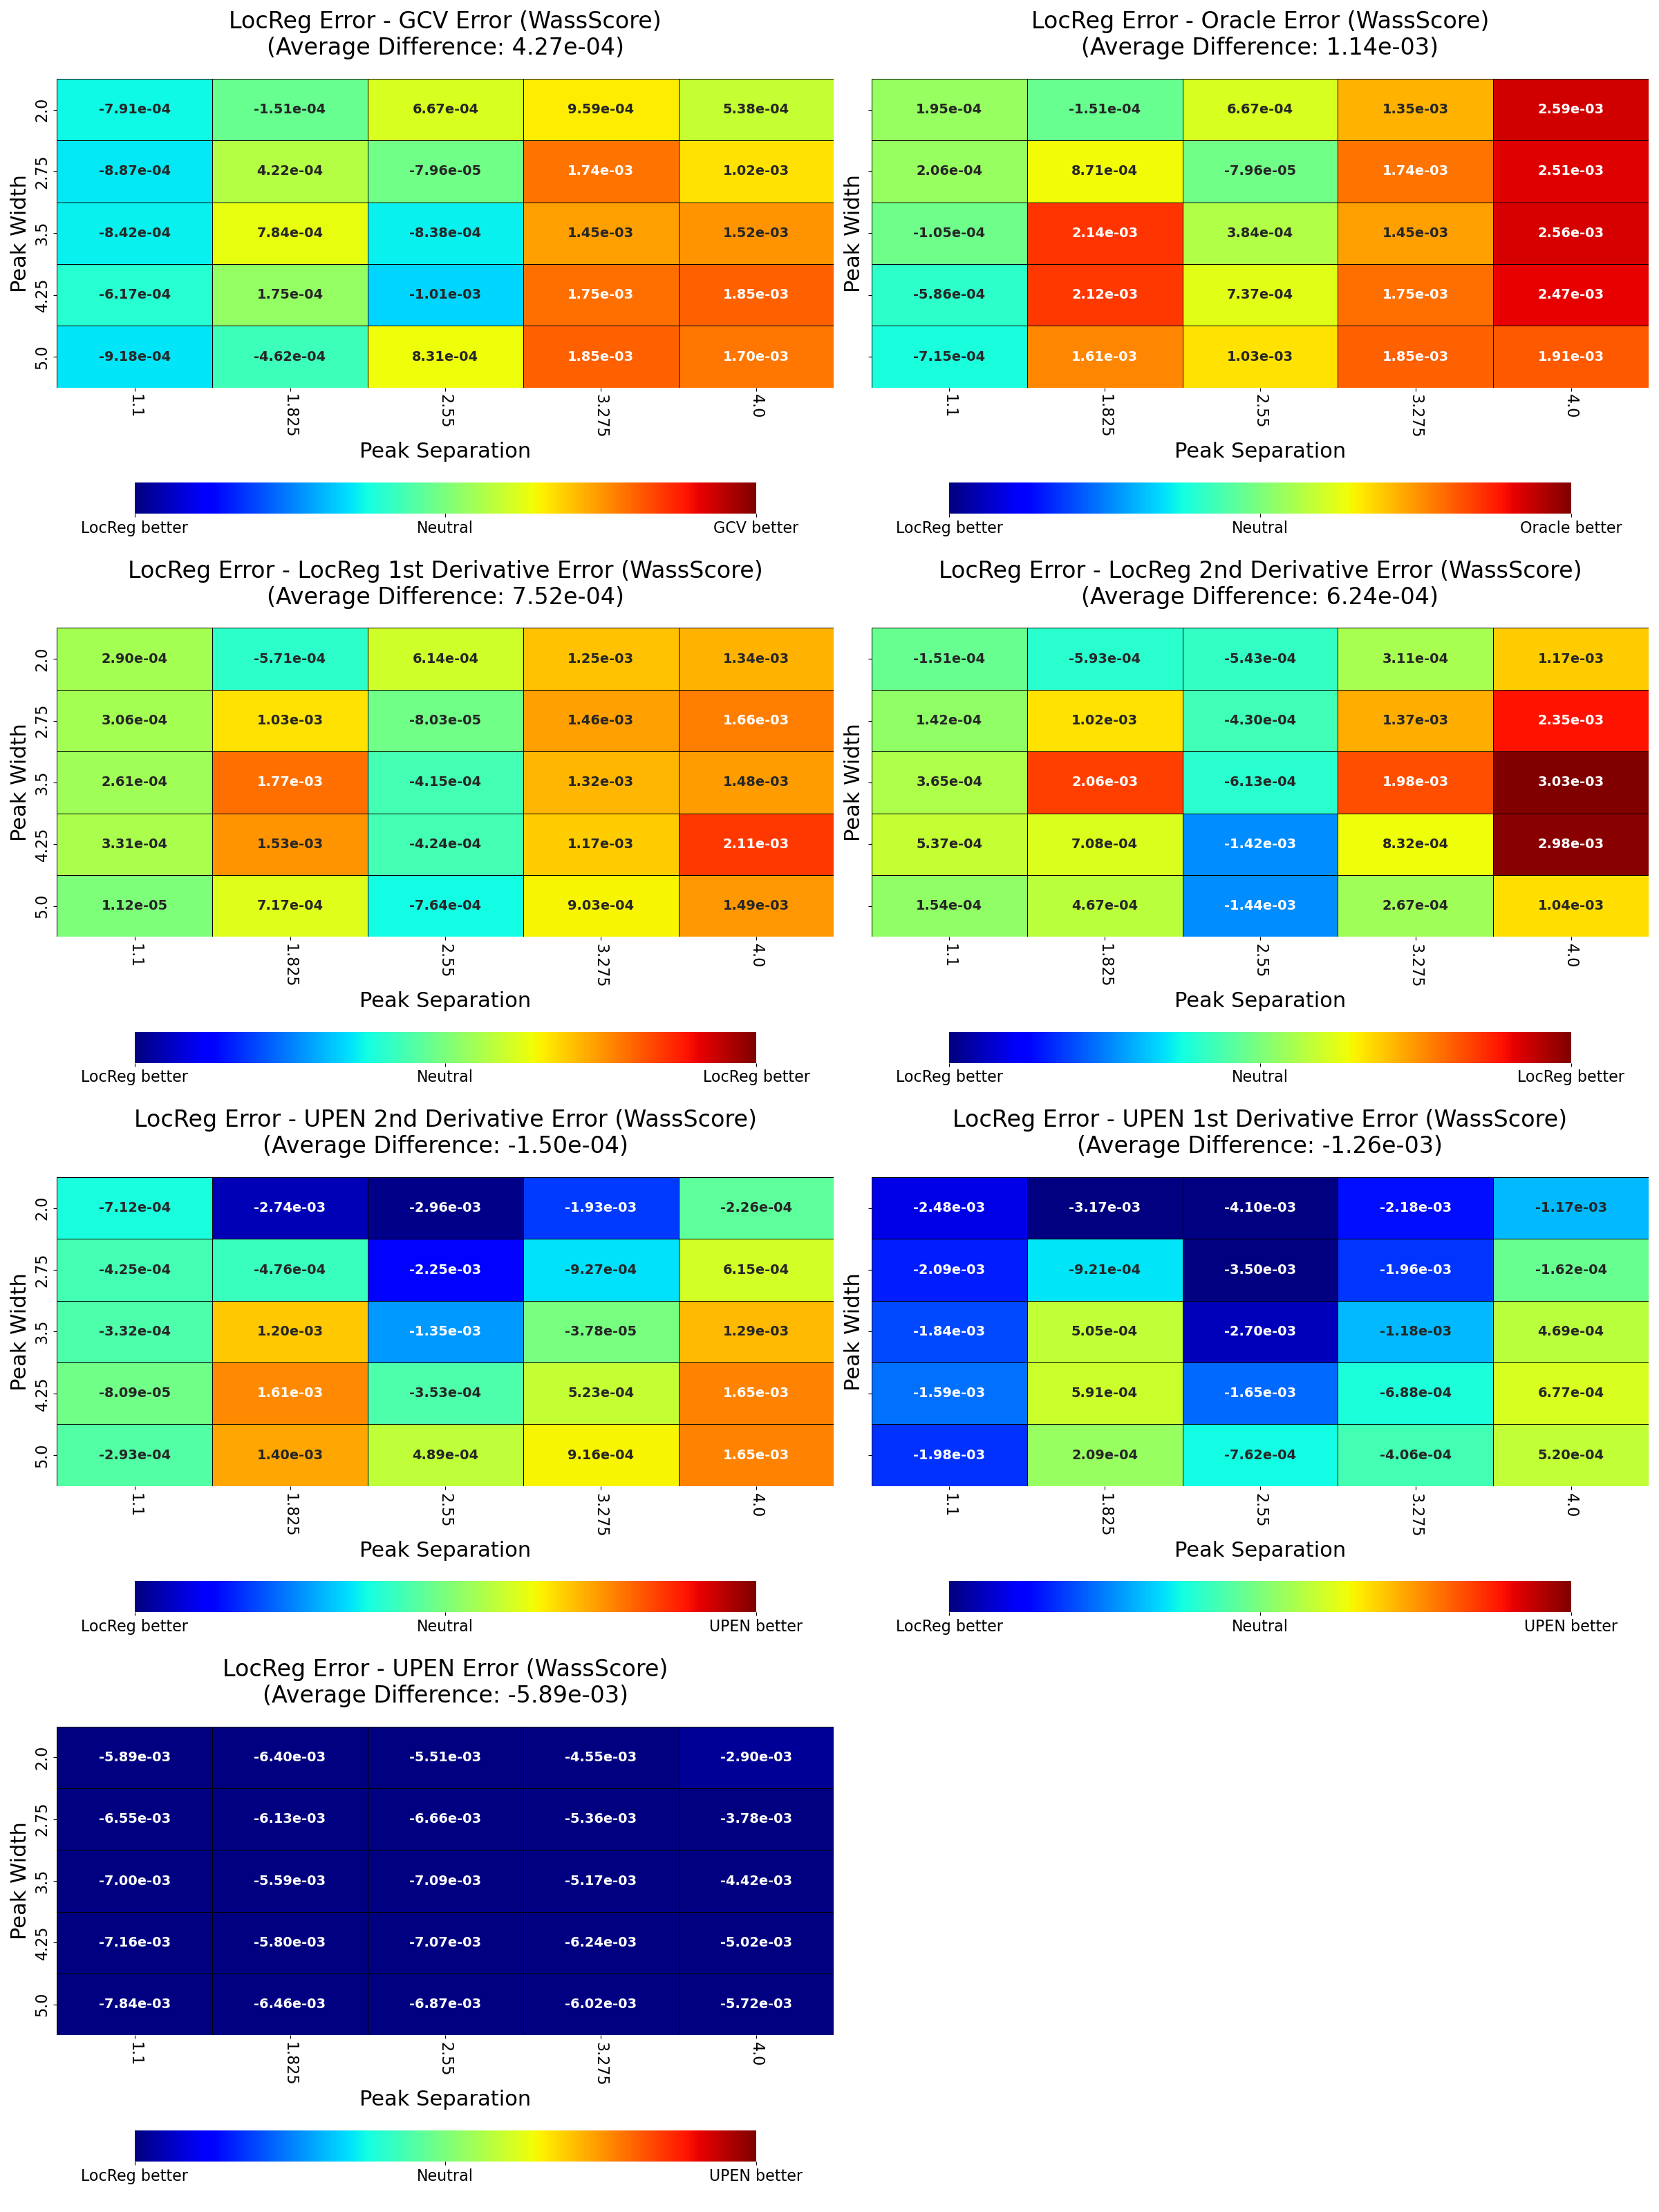 LocReg Error - GCV Error (WassScore)
(Average Difference: 4.27e-04)
Peak Width
2.0 -7.91e-04 -1.51e-04 6.67e-04 9.59e-04 5.38e-04
2.75 -8.87e-04 4.22e-04 -7.96e-05 1.74e-03 1.02e-03
3.5 -8.42e-04 7.84e-04 -8.38e-04 1.45e-03 1.52e-03
4.25 -6.17e-04 1.75e-04 -1.01e-03 1.75e-03 1.85e-03
5.0 -9.18e-04 -4.62e-04 8.31e-04 1.85e-03 1.70e-03
1.1 1.825 2.55 3.275 4.0
Peak Separation
LocReg better Neutral GCV better
LocReg Error - Oracle Error (WassScore)
(Average Difference: 1.14e-03)
Peak Width
1.95e-04 -1.51e-04 6.67e-04 1.35e-03 2.59e-03
2.06e-04 8.71e-04 -7.96e-05 1.74e-03 2.51e-03
-1.05e-04 2.14e-03 3.84e-04 1.45e-03 2.56e-03
-5.86e-04 2.12e-03 7.37e-04 1.75e-03 2.47e-03
-7.15e-04 1.61e-03 1.03e-03 1.85e-03 1.91e-03
1.1 1.825 2.55 3.275 4.0
Peak Separation
LocReg better Neutral Oracle better
LocReg Error - LocReg 1st Derivative Error (WassScore)
(Average Difference: 7.52e-04)
Peak Width
2.0 2.90e-04 -5.71e-04 6.14e-04 1.25e-03 1.34e-03
2.75 3.06e-04 1.03e-03 -8.03e-05 1.46e-03 1.66e-03
3.5 2.61e-04 1.77e-03 -4.15e-04 1.32e-03 1.48e-03
4.25 3.31e-04 1.53e-03 -4.24e-04 1.17e-03 2.11e-03
5.0 1.12e-05 7.17e-04 -7.64e-04 9.03e-04 1.49e-03
1.1 1.825 2.55 3.275 4.0
Peak Separation
LocReg better Neutral LocReg better
LocReg Error - LocReg 2nd Derivative Error (WassScore)
(Average Difference: 6.24e-04)
Peak Width
-1.51e-04 -5.93e-04 -5.43e-04 3.11e-04 1.17e-03
1.42e-04 1.02e-03 -4.30e-04 1.37e-03 2.35e-03
3.65e-04 2.06e-03 -6.13e-04 1.98e-03 3.03e-03
5.37e-04 7.08e-04 -1.42e-03 8.32e-04 2.98e-03
1.54e-04 4.67e-04 -1.44e-03 2.67e-04 1.04e-03
1.1 1.825 2.55 3.275 4.0
Peak Separation
LocReg better Neutral LocReg better
LocReg Error - UPEN 2nd Derivative Error (WassScore)
(Average Difference: -1.50e-04)
Peak Width
2.0 -7.12e-04 -2.74e-03 -2.96e-03 -1.93e-03 -2.26e-04
2.75 -4.25e-04 -4.76e-04 -2.25e-03 -9.27e-04 6.15e-04
3.5 -3.32e-04 1.20e-03 -1.35e-03 -3.78e-05 1.29e-03
4.25 -8.09e-05 1.61e-03 -3.53e-04 5.23e-04 1.65e-03
5.0 -2.93e-04 1.40e-03 4.89e-04 9.16e-04 1.65e-03
1.1 1.825 2.55 3.275 4.0
Peak Separation
LocReg better Neutral UPEN better
LocReg Error - UPEN 1st Derivative Error (WassScore)
(Average Difference: -1.26e-03)
Peak Width
-2.48e-03 -3.17e-03 -4.10e-03 -2.18e-03 -1.17e-03
-2.09e-03 -9.21e-04 -3.50e-03 -1.96e-03 -1.62e-04
-1.84e-03 5.05e-04 -2.70e-03 -1.18e-03 4.69e-04
-1.59e-03 5.91e-04 -1.65e-03 -6.88e-04 6.77e-04
-1.98e-03 2.09e-04 -7.62e-04 -4.06e-04 5.20e-04
1.1 1.825 2.55 3.275 4.0
Peak Separation
LocReg better Neutral UPEN better
LocReg Error - UPEN Error (WassScore)
(Average Difference: -5.89e-03)
Peak Width
2.0 -5.89e-03 -6.40e-03 -5.51e-03 -4.55e-03 -2.90e-03
2.75 -6.55e-03 -6.13e-03 -6.66e-03 -5.36e-03 -3.78e-03
3.5 -7.00e-03 -5.59e-03 -7.09e-03 -5.17e-03 -4.42e-03
4.25 -7.16e-03 -5.80e-03 -7.07e-03 -6.24e-03 -5.02e-03
5.0 -7.84e-03 -6.46e-03 -6.87e-03 -6.02e-03 -5.72e-03
1.1 1.825 2.55 3.275 4.0
Peak Separation
LocReg better Neutral UPEN better